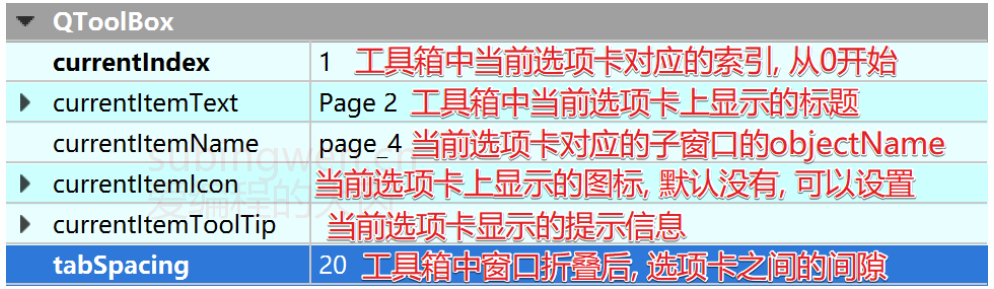 QToolBox
currentIndex 1 工具箱中当前选项卡对应的索引, 从0开始
currentItemText Page 2 工具箱中当前选项卡上显示的标题
currentItemName page_4 当前选项卡对应的子窗口的objectName
subingwen.cn
currentItemIcon 当前选项卡上显示的图标, 默认没有, 可以设置
爱编程的大丙
currentItemToolTip 当前选项卡显示的提示信息
tabSpacing 20 工具箱中窗口折叠后, 选项卡之间的间隙